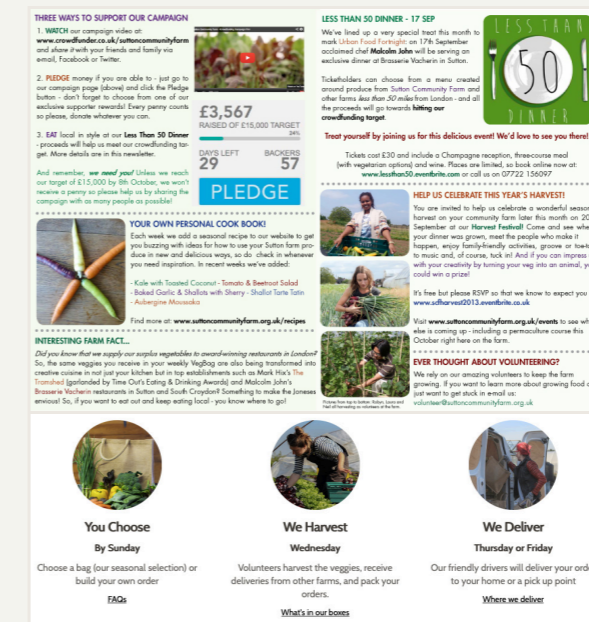 THREE WAYS TO SUPPORT OUR CAMPAIGN
1. WATCH our campaign video at:
www.crowdfunder.co.uk/suttoncommunityfarm
and share it with your friends and family via
e-mail, Facebook or Twitter.
2. PLEDGE money if you are able to - just go to
our campaign page (above) and click the Pledge
button - don't forget to choose from one of our
exclusive supporter rewards! Every penny counts
so please, donate whatever you can.
3. EAT local in style at our Less Than 50 Dinner
- proceeds will help us meet our crowdfunding tar-
get. More details are in this newsletter.
And remember, we need you! Unless we reach
our target of £15,000 by 8th October, we won't
receive a penny so please help us by sharing the
campaign with as many people as possible!
£3,567
RAISED OF £15,000 TARGET
24%
DAYS LEFT
29
BACKERS
57
PLEDGE
YOUR OWN PERSONAL COOK BOOK!
Each week we add a seasonal recipe to our website to get
you buzzing with ideas for how to use your Sutton farm pro-
duce in new and delicious ways, so do check in whenever
you need inspiration. In recent weeks we've added:
- Kale with Toasted Coconut - Tomato & Beetroot Salad
- Baked Garlic & Shallots with Sherry - Shallot Tarte Tatin
- Aubergine Moussaka
Find more at: www.suttoncommunityfarm.org.uk/recipes
INTERESTING FARM FACT...
Did you know that we supply our surplus vegetables to award-winning restaurants in London?
So, the same veggies you receive in your weekly VegBag are also being transformed into
creative cuisine in not just your kitchen but in top establishments such as Mark Hix's The
Tramshed (garlanded by Time Out's Eating & Drinking Awards) and Malcolm John's
Brasserie Vacherin restaurants in Sutton and South Croydon? Something to make the Joneses
envious! So, if you want to eat out and keep eating local - you know where to go!
LESS THAN 50 DINNER - 17 SEP
We've lined up a very special treat this month to
mark Urban Food Fortnight: on 17th September
acclaimed chef Malcolm John will be serving an
exclusive dinner at Brasserie Vacherin in Sutton.
Ticketholders can choose from a menu created
around produce from Sutton Community Farm and
other farms less than 50 miles from London - and all
the proceeds will go towards hitting our
crowdfunding target.
LESS THAN
50
DINNER
Treat yourself by joining us for this delicious event! We'd love to see you there!
Tickets cost £30 and include a Champagne reception, three-course meal
(with vegetarian options) and wine. Places are limited, so book online now at:
www.lessthan50.eventbrite.com or call us on 07722 156097
HELP US CELEBRATE THIS YEAR'S HARVEST!
You are invited to help us celebrate a wonderful season
harvest on your community farm later this month on 20
September at our Harvest Festival! Come and see whe
your dinner was grown, meet the people who make it
happen, enjoy family-friendly activities, groove or toe-t
to music and, of course, tuck in! And if you can impress
with your creativity by turning your veg into an animal, y
could win a prize!
It's free but please RSVP so that we know to expect you
www.scfharvest2013.eventbrite.co.uk
Visit www.suttoncommunityfarm.org.uk/events to see wh
else is coming up - including a permaculture course this
October right here on the farm.
EVER THOUGHT ABOUT VOLUNTEERING?
We rely on our amazing volunteers to keep the farm
growing. If you want to learn more about growing food
just want to get stuck in e-mail us:
volunteer@suttoncommunityfarm.org.uk
Pictures from top to bottom: Robyn, Laura and
harvesting as volunteers at the farm
You Choose
By Sunday
Choose a bag (our seasonal selection) or
build your own order
FAQs
We Harvest
Wednesday
Volunteers harvest the veggies, receive
deliveries from other farms, and pack your
orders.
What's in our boxes
We Deliver
Thursday or Friday
Our friendly drivers will deliver your ord
to your home or a pick up point
Where we deliver